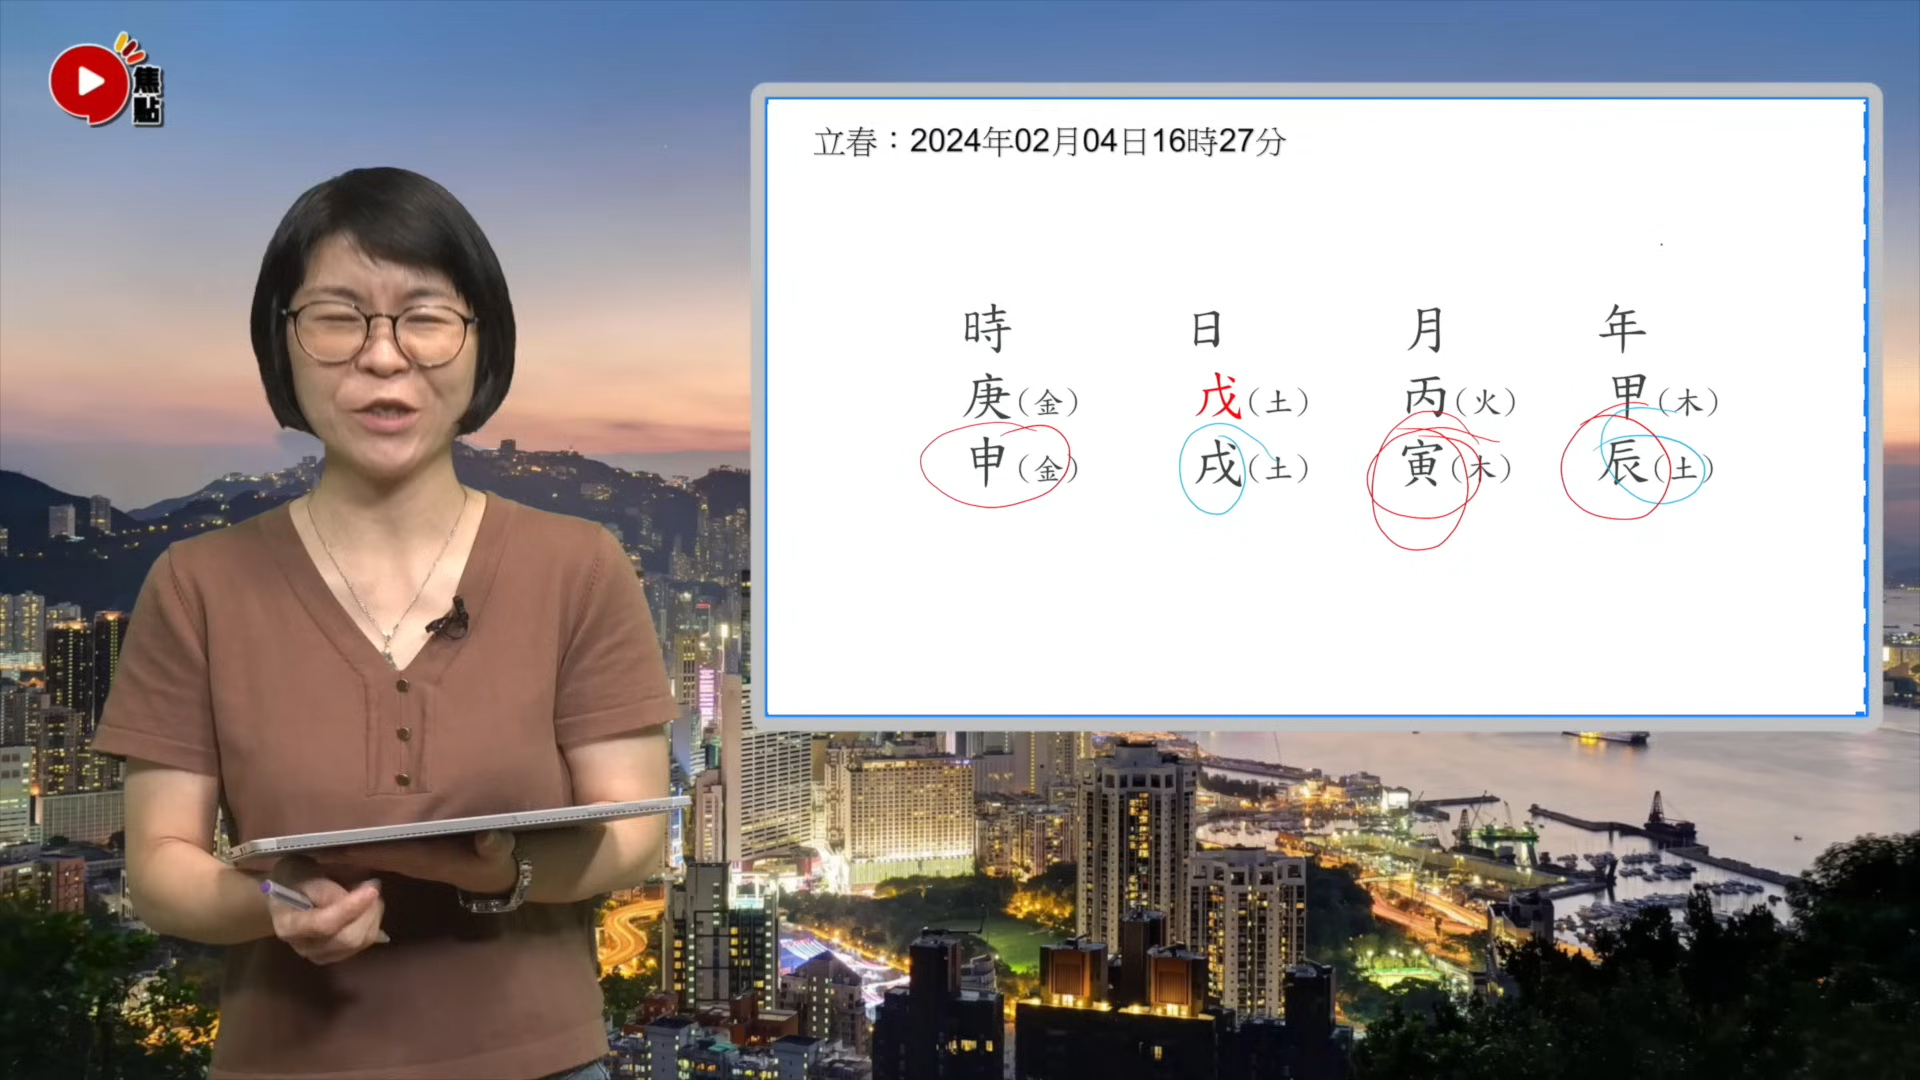 焦點
立春：2024年02月04日16時27分
時 日 月 年
庚(金) 戊(土) 丙(火) 甲(木)
申(金) 戌(土) 寅(木) 辰(土)